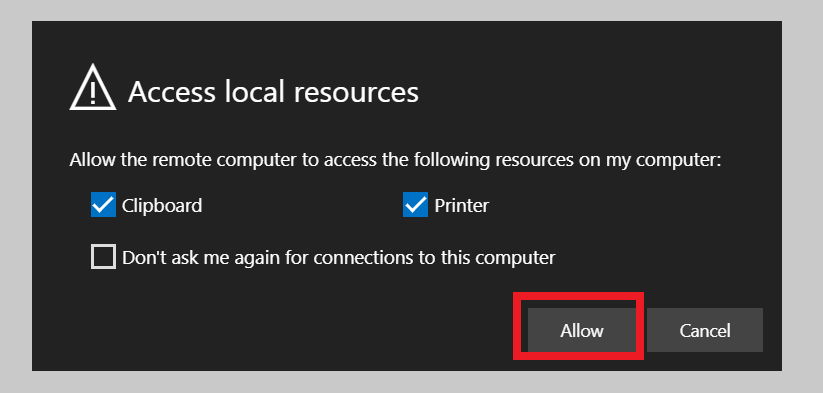 Access local resources
Allow the remote computer to access the following resources on my computer:
Clipboard Printer
Don't ask me again for connections to this computer
Allow Cancel